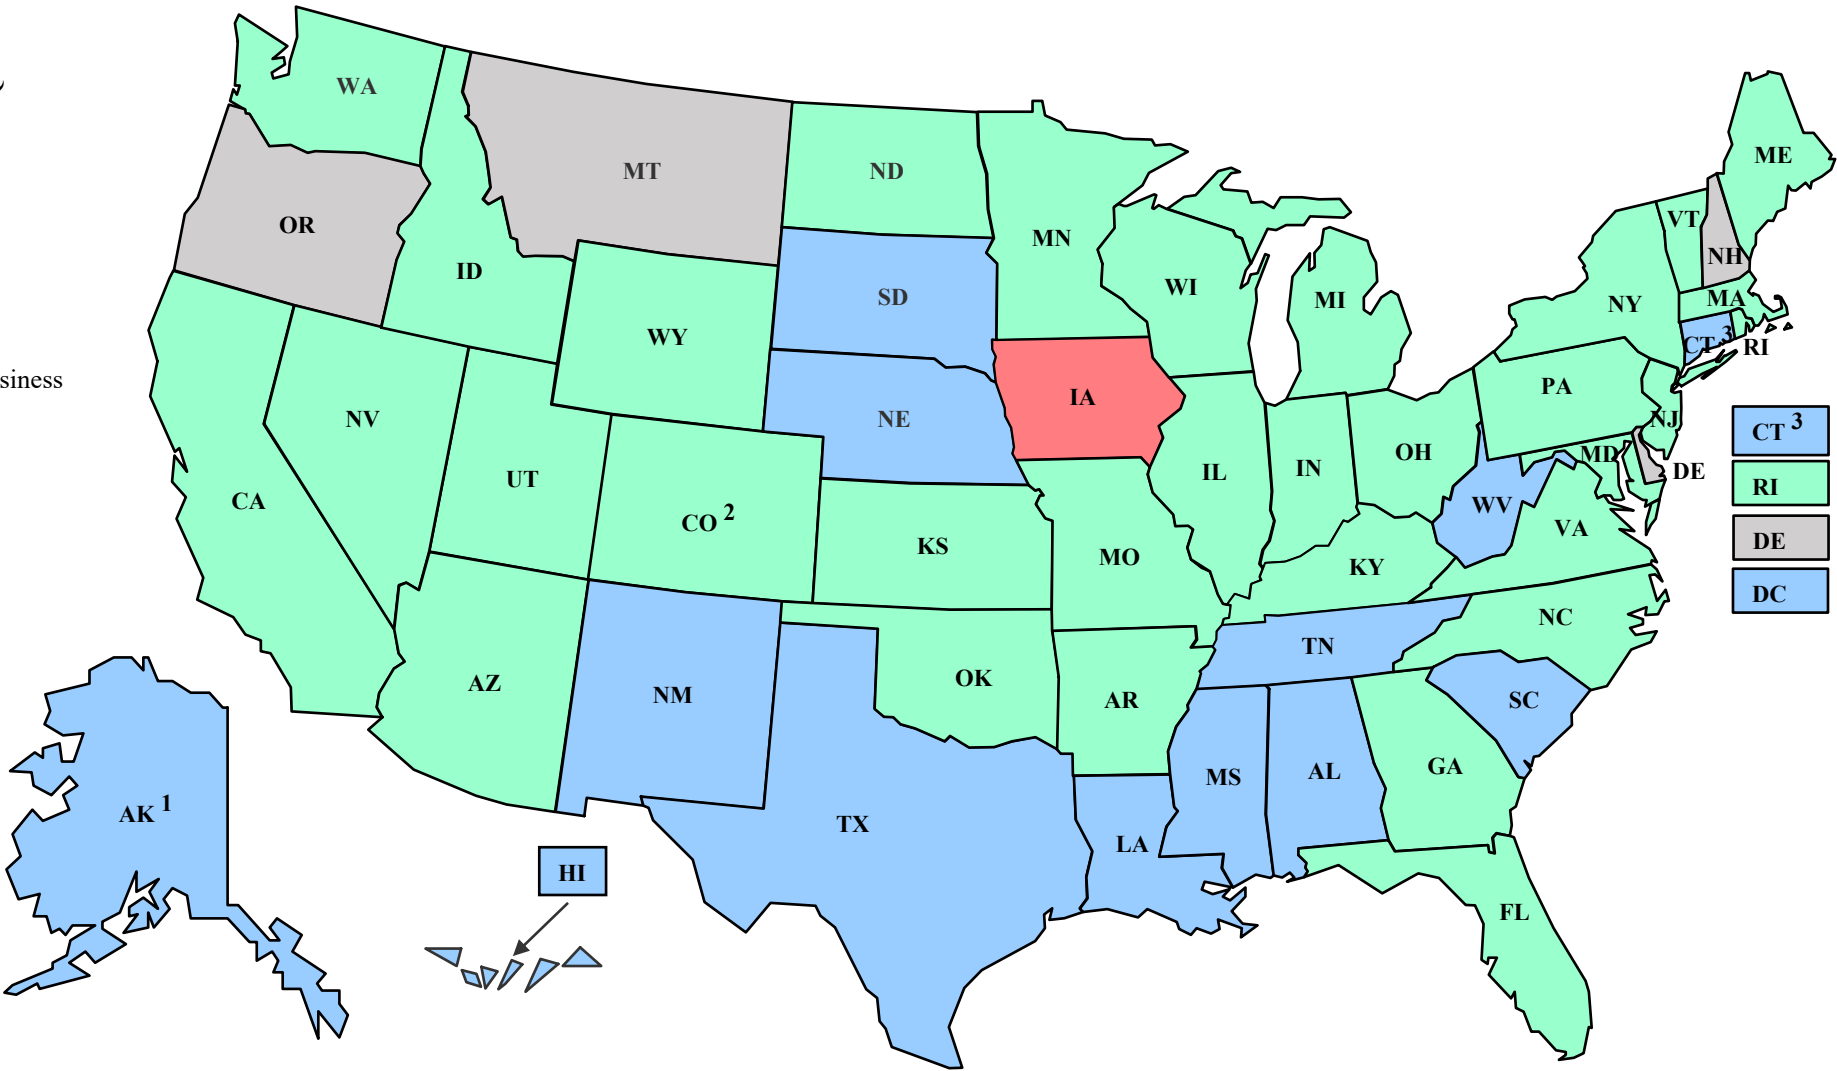 WA
ME
MT
ND
VT
OR
MN
NH
ID
WI
SD
MI
NY
MA
WY
CT 3
RI
siness
PA
IA
NV
NE
NJ
CT 3
OH
MD
IN
IL
DE
UT
RI
CA
WV
CO 2
VA
KS
DE
MO
KY
DC
NC
TN
OK
AZ
NM
AR
SC
GA
MS
AL
AK 1
TX
LA
HI
FL